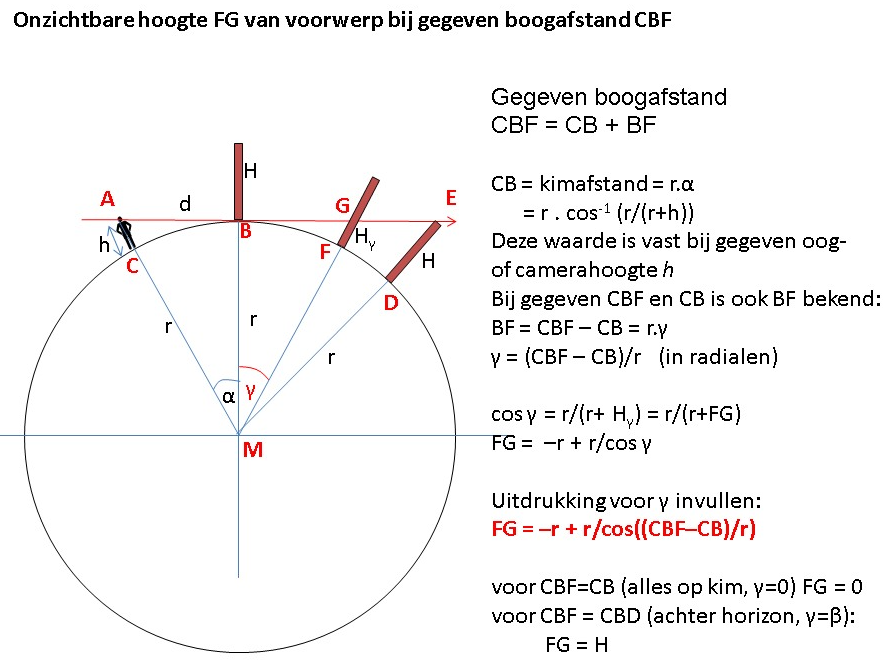 Onzichtbare hoogte FG van voorwerp bij gegeven boogafstand CBF
Gegeven boogafstand
CBF = CB + BF
CB = kimafstand = r.α
= r . cos⁻¹ (r/(r+h))
Deze waarde is vast bij gegeven oog-
of camerahoogte h
Bij gegeven CBF en CB is ook BF bekend:
BF = CBF – CB = r.γ
γ = (CBF – CB)/r (in radialen)
cos γ = r/(r+ Hᵧ) = r/(r+FG)
FG = –r + r/cos γ
Uitdrukking voor γ invullen:
FG = –r + r/cos((CBF–CB)/r)
voor CBF=CB (alles op kim, γ=0) FG = 0
voor CBF = CBD (achter horizon, γ=β):
FG = H
H
A
d
G
E
B
h
C
F
Hᵧ
H
D
r
r
r
α
γ
M